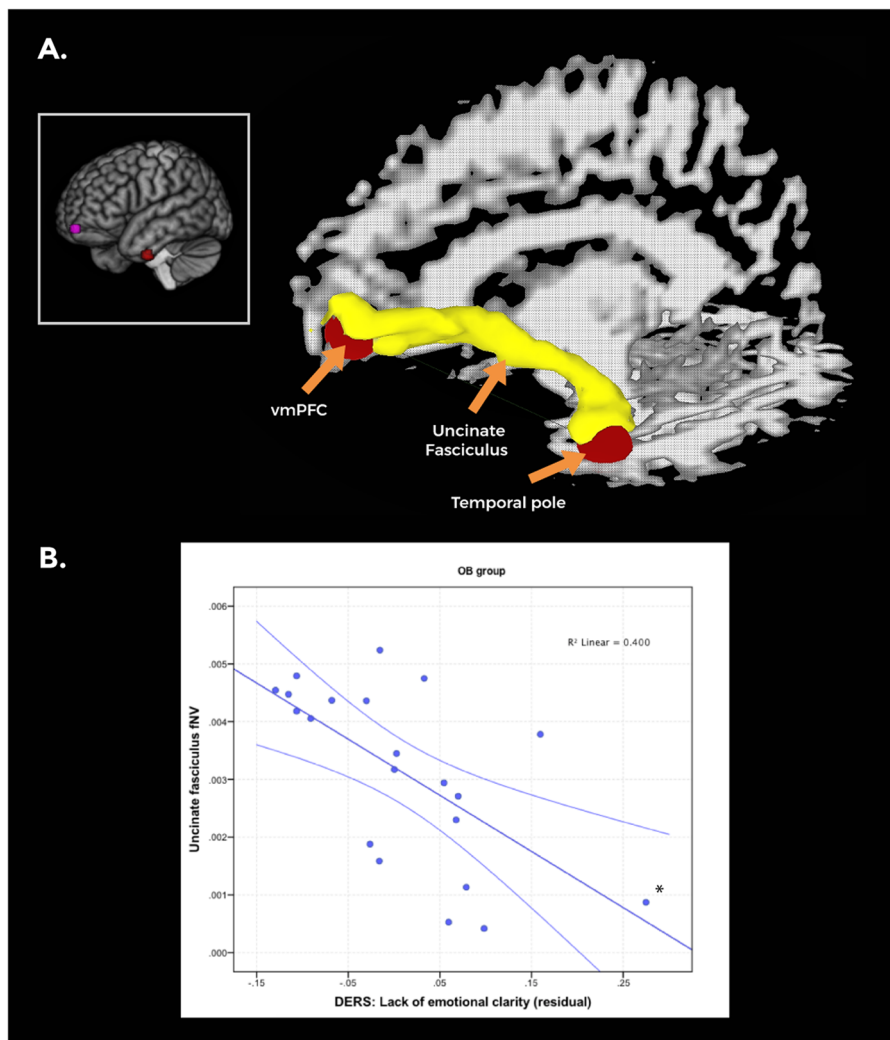 A.
vmPFC
Uncinate
Fasciculus
Temporal pole
B.
OB group
R² Linear = 0.400
Uncinate fasciculus fNV
.006
.005
.004
.003
.002
.001
.000
*
-.15 -.05 .05 .15 .25
DERS: Lack of emotional clarity (residual)